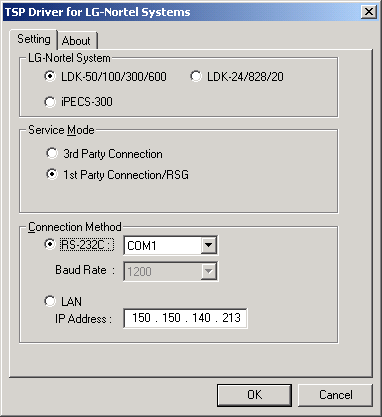 TSP Driver for LG-Nortel Systems
Setting About
LG-Nortel System
LDK-50/100/300/600 LDK-24/828/20
iPECS-300
Service Mode
3rd Party Connection
1st Party Connection/RSG
Connection Method
RS-232C : COM1
Baud Rate : 1200
LAN
IP Address : 150 . 150 . 140 . 213
OK Cancel